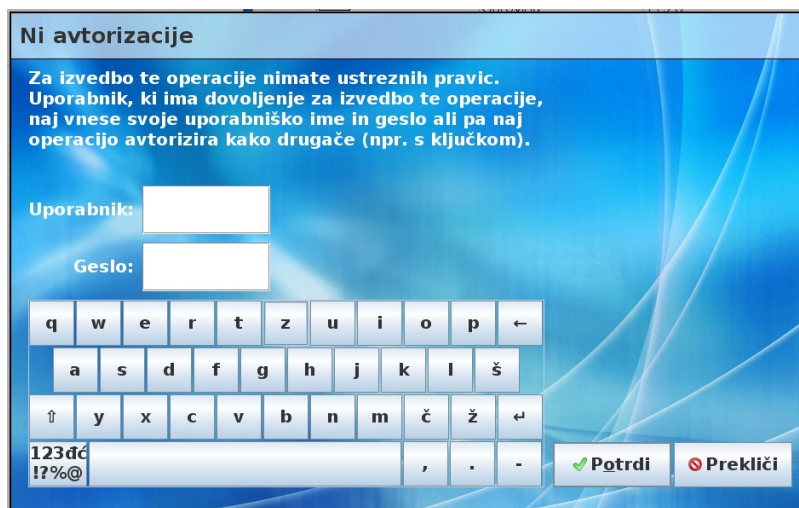 Ni avtorizacije
Za izvedbo te operacije nimate ustreznih pravic.
Uporabnik, ki ima dovoljenje za izvedbo te operacije,
naj vnese svoje uporabniško ime in geslo ali pa naj
operacijo avtorizira kako drugače (npr. s ključkom).
Uporabnik:
Geslo:
q w e r t z u i o p ←
a s d f g h j k l š
⇧ y x c v b n m č ž ↵
123đć
!?%@ , . -
Potrdi Prekliči